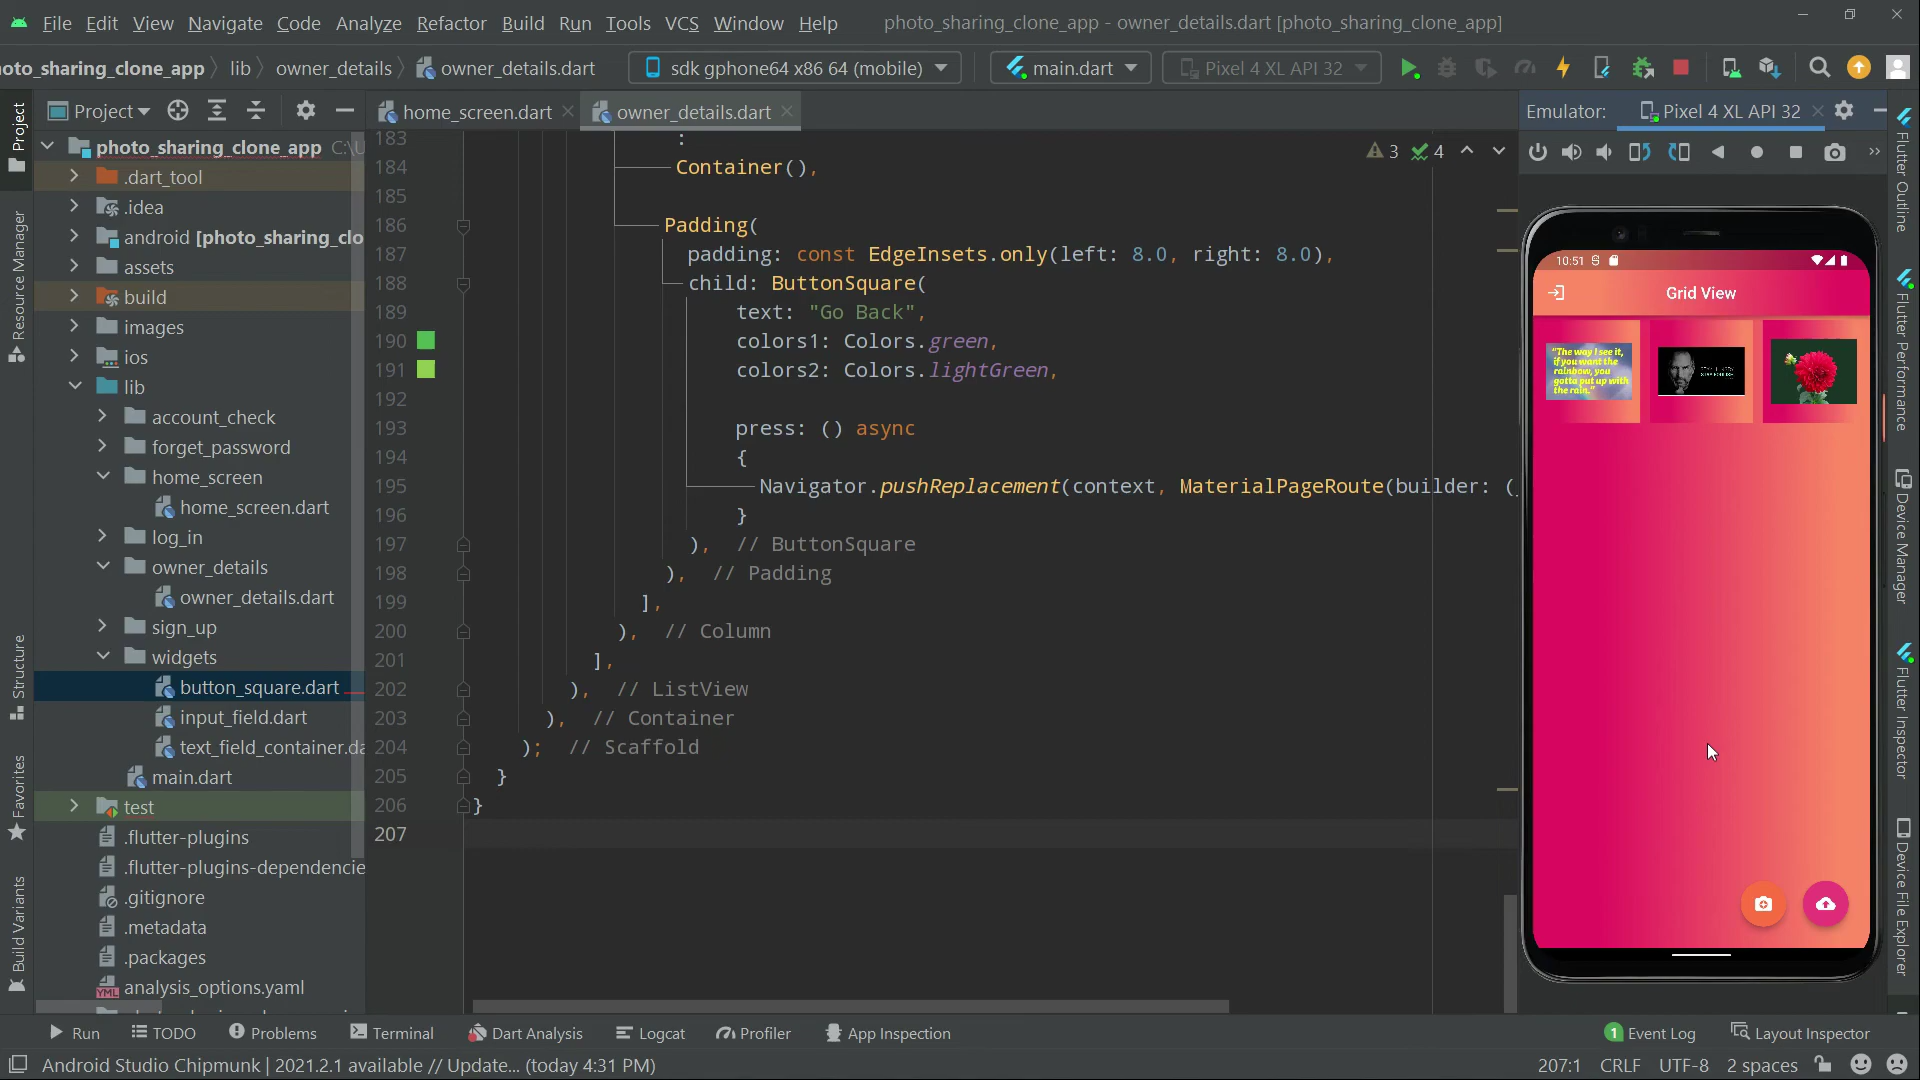 File Edit View Navigate Code Analyze Refactor Build Run Tools VCS Window Help photo_sharing_clone_app - owner_details.dart [photo_sharing_clone_app]
oto_sharing_clone_app lib owner_details owner_details.dart sdk gphone64 x86 64 (mobile) main.dart Pixel 4 XL API 32
Project
home_screen.dart owner_details.dart
Emulator: Pixel 4 XL API 32
Project
Resource Manager
Structure
Favorites
Build Variants
photo_sharing_clone_app C:\U
.dart_tool
.idea
android [photo_sharing_clo
assets
build
images
ios
lib
account_check
forget_password
home_screen
home_screen.dart
log_in
owner_details
owner_details.dart
sign_up
widgets
button_square.dart
input_field.dart
text_field_container.da
main.dart
test
.flutter-plugins
.flutter-plugins-dependencie
.gitignore
.metadata
.packages
analysis_options.yaml
3 4
183 :
184 Container(),
185
186 Padding(
187 padding: const EdgeInsets.only(left: 8.0, right: 8.0),
188 child: ButtonSquare(
189 text: "Go Back",
190 colors1: Colors.green,
191 colors2: Colors.lightGreen,
192
193 press: () async
194 {
195 Navigator.pushReplacement(context, MaterialPageRoute(builder: (_
196 }
197 ), // ButtonSquare
198 ), // Padding
199 ],
200 ), // Column
201 ],
202 ), // ListView
203 ), // Container
204 ); // Scaffold
205 }
206 }
207
10:51
Grid View
"The way I see it,
if you want the
rainbow, you
gotta put up with
the rain."
Flutter Outline
Flutter Performance
Device Manager
Flutter Inspector
Device File Explorer
Run TODO Problems Terminal Dart Analysis Logcat Profiler App Inspection 1 Event Log Layout Inspector
Android Studio Chipmunk | 2021.2.1 available // Update... (today 4:31 PM) 207:1 CRLF UTF-8 2 spaces